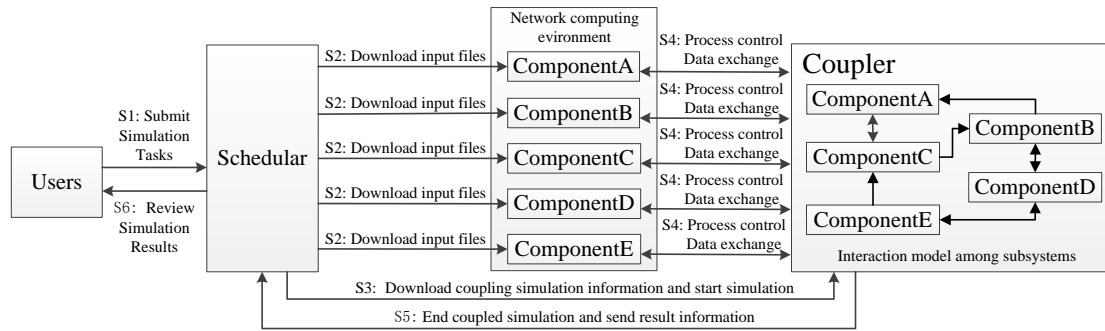 Users
S1: Submit
Simulation
Tasks
S6: Review
Simulation
Results
Schedular
S2: Download input files
S2: Download input files
S2: Download input files
S2: Download input files
S2: Download input files
Network computing
evironment
ComponentA
ComponentB
ComponentC
ComponentD
ComponentE
S4: Process control
Data exchange
S4: Process control
Data exchange
S4: Process control
Data exchange
S4: Process control
Data exchange
S4: Process control
Data exchange
Coupler
ComponentA
ComponentB
ComponentC
ComponentD
ComponentE
Interaction model among subsystems
S3: Download coupling simulation information and start simulation
S5: End coupled simulation and send result information